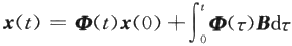 x(t) = Φ(t)x(0) + ∫₀ᵗ Φ(τ)Bdτ